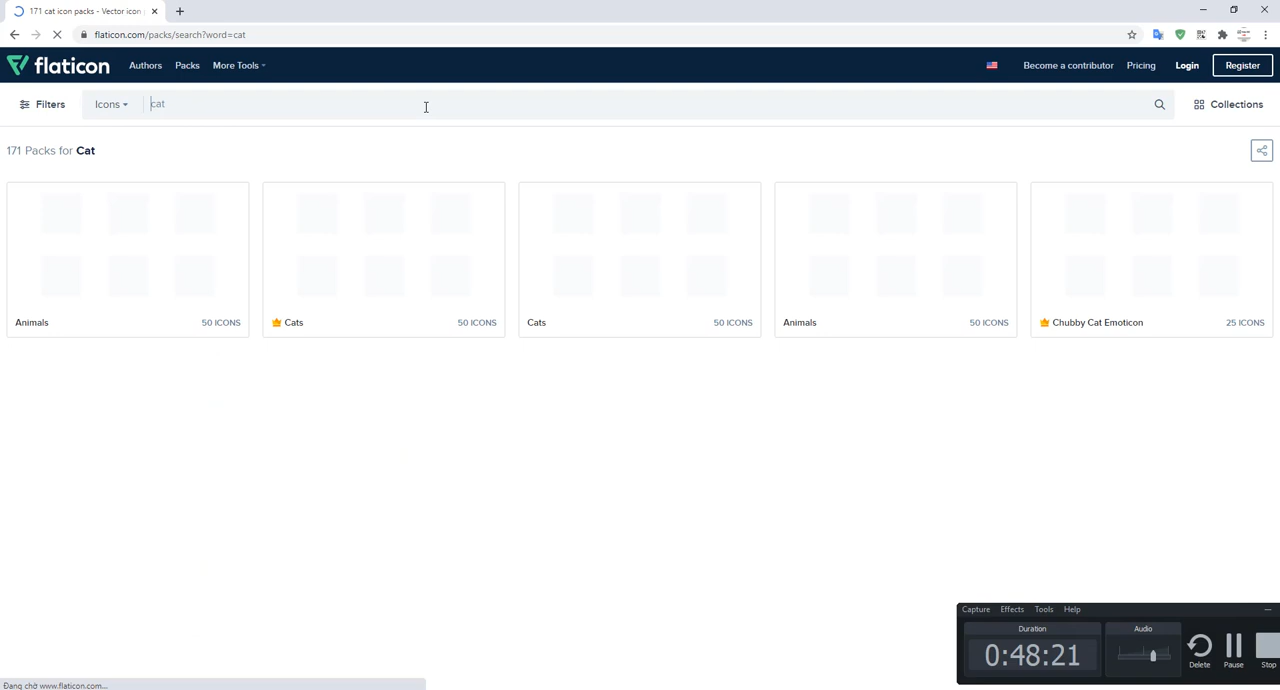 171 cat icon packs - Vector icon
flaticon.com/packs/search?word=cat
flaticon Authors Packs More Tools Become a contributor Pricing Login Register
Filters Icons cat Collections
171 Packs for Cat
Animals 50 ICONS Cats 50 ICONS Cats 50 ICONS Animals 50 ICONS Chubby Cat Emoticon 25 ICONS
Capture Effects Tools Help
Duration Audio
0:48:21
Delete Pause Stop
Đang chờ www.flaticon.com...